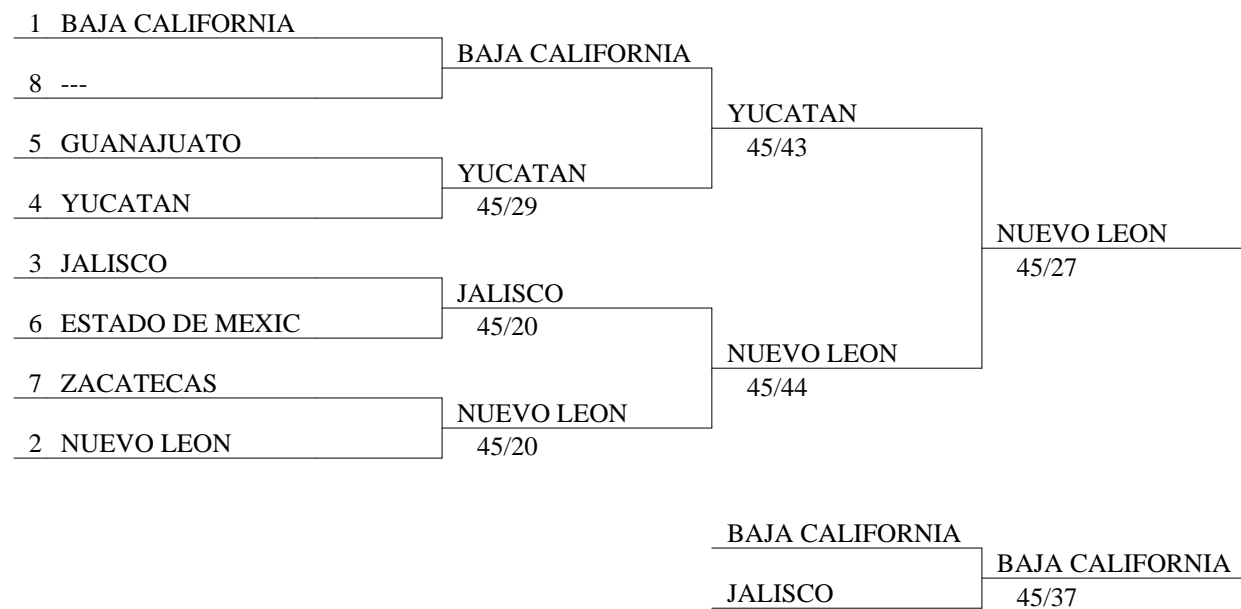 1 BAJA CALIFORNIA
BAJA CALIFORNIA
8 ---
YUCATAN
5 GUANAJUATO
45/43
YUCATAN
4 YUCATAN
45/29
NUEVO LEON
3 JALISCO
45/27
JALISCO
6 ESTADO DE MEXIC
45/20
NUEVO LEON
7 ZACATECAS
45/44
NUEVO LEON
2 NUEVO LEON
45/20
BAJA CALIFORNIA
BAJA CALIFORNIA
JALISCO
45/37